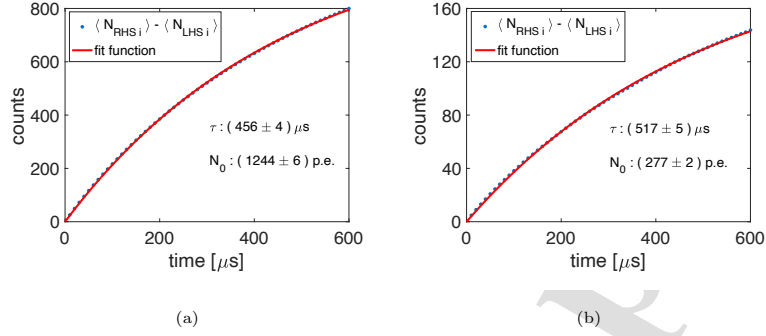 800
600
400
200
0
counts
⟨ N_RHS i ⟩ - ⟨ N_LHS i ⟩
fit function
τ : ( 456 ± 4 ) μs
N_0 : ( 1244 ± 6 ) p.e.
0 200 400 600
time [μs]
(a)
160
120
80
40
0
counts
⟨ N_RHS i ⟩ - ⟨ N_LHS i ⟩
fit function
τ : ( 517 ± 5 ) μs
N_0 : ( 277 ± 2 ) p.e.
0 200 400 600
time [μs]
(b)